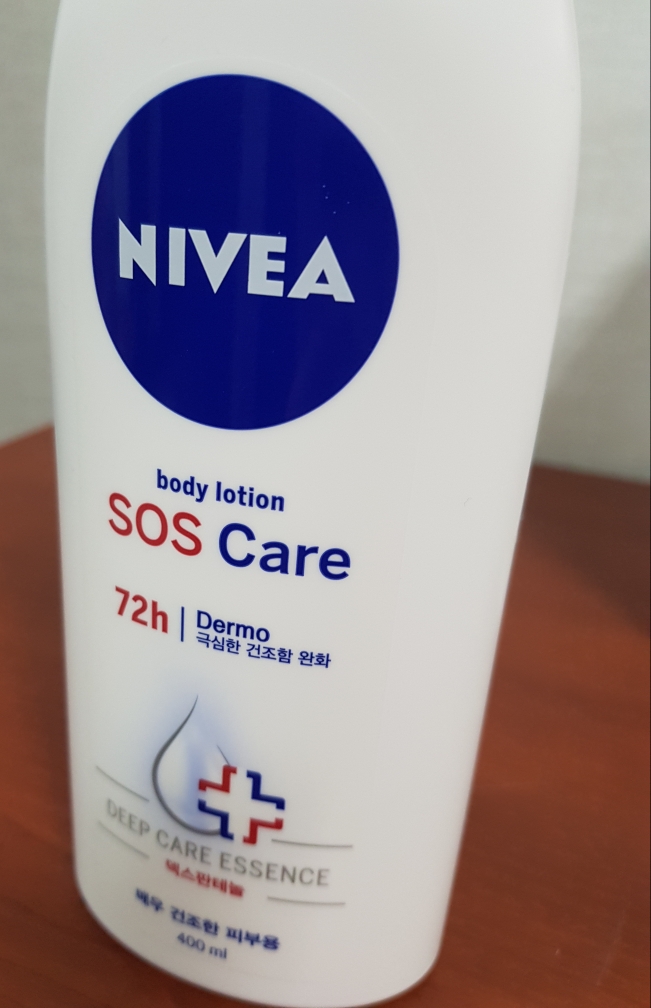 NIVEA
body lotion
SOS Care
72h | Dermo
극심한 건조함 완화
DEEP CARE ESSENCE
덱스판테놀
매우 건조한 피부용
400 ml